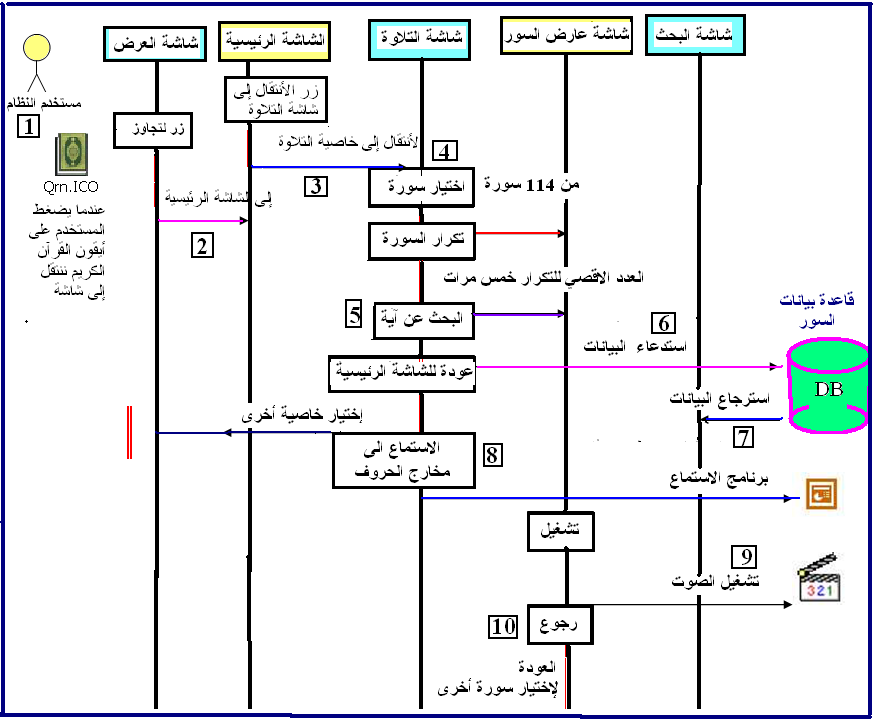 شاشة العرض
الشاشة الرئيسية
شاشة التلاوة
شاشة عارض السور
شاشة البحث
مستخدم النظام
1
زر الأنتقال إلى
شاشة التلاوة
زر لتجاوز
Qrn.ICO
عندما يضغط
المستخدم على
أيقون القرآن
الكريم ننتقل
إلى شاشة
لأنتقال إلى خاصية التلاوة
3
4
اختيار سورة
من 114 سورة
إلى الشاشة الرئيسية
2
تكرار السورة
العدد الاقصي للتكرار خمس مرات
5
البحث عن آية
6
استدعاء البيانات
قاعدة بيانات
السور
DB
عودة للشاشة الرئيسية
استرجاع البيانات
7
إختيار خاصية أخرى
الاستماع الى
مخارج الحروف
8
برنامج الاستماع
تشغيل
9
تشغيل الصوت
321
10
رجوع
العودة
لإختيار سورة أخرى